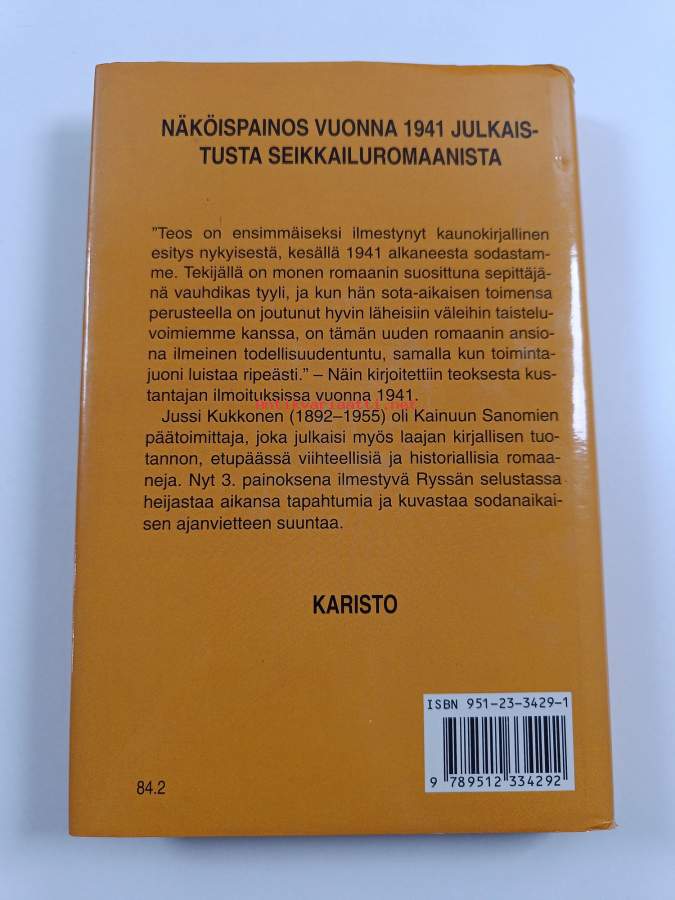 NÄKÖISPAINOS VUONNA 1941 JULKAIS-
TUSTA SEIKKAILUROMAANISTA
"Teos on ensimmäiseksi ilmestynyt kaunokirjallinen
esitys nykyisestä, kesällä 1941 alkaneesta sodastam-
me. Tekijällä on monen romaanin suosittuna sepittäjä-
nä vauhdikas tyyli, ja kun hän sota-aikaisen toimensa
perusteella on joutunut hyvin läheisiin väleihin taistelu-
voimiemme kanssa, on tämän uuden romaanin ansio-
na ilmeinen todellisuudentuntu, samalla kun toiminta-
juoni luistaa ripeästi." – Näin kirjoitettiin teoksesta kus-
tantajan ilmoituksissa vuonna 1941.
Antikvariaatti.net
Jussi Kukkonen (1892–1955) oli Kainuun Sanomien
päätoimittaja, joka julkaisi myös laajan kirjallisen tuo-
tannon, etupäässä viihteellisiä ja historiallisia romaa-
neja. Nyt 3. painoksena ilmestyvä Ryssän selustassa
heijastaa aikansa tapahtumia ja kuvastaa sodanaikai-
sen ajanvietteen suuntaa.
KARISTO
ISBN 951-23-3429-1
9 789512 334292
84.2